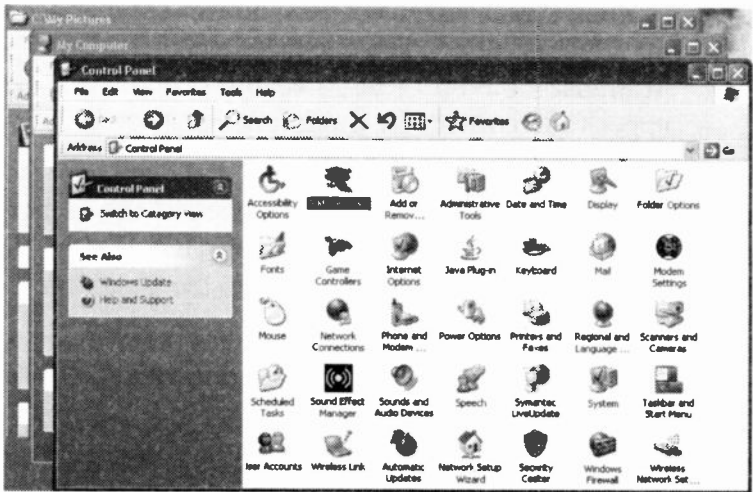 C:\My Pictures
My Computer
Control Panel
File Edit View Favorites Tools Help
Search Folders Favorites
Address Control Panel Go
Control Panel
Switch to Category View
See Also
Windows Update
Help and Support
Accessibility Options
Add or Remov...
Administrative Tools
Date and Time
Display
Folder Options
Fonts
Game Controllers
Internet Options
Java Plug-in
Keyboard
Mail
Modem Settings
Mouse
Network Connections
Phone and Modem ...
Power Options
Printers and Faxes
Regional and Language ...
Scanners and Cameras
Scheduled Tasks
Sound Effect Manager
Sounds and Audio Devices
Speech
Symantec LiveUpdate
System
Taskbar and Start Menu
User Accounts
Wireless Link
Automatic Updates
Network Setup Wizard
Security Center
Windows Firewall
Wireless Network Set...